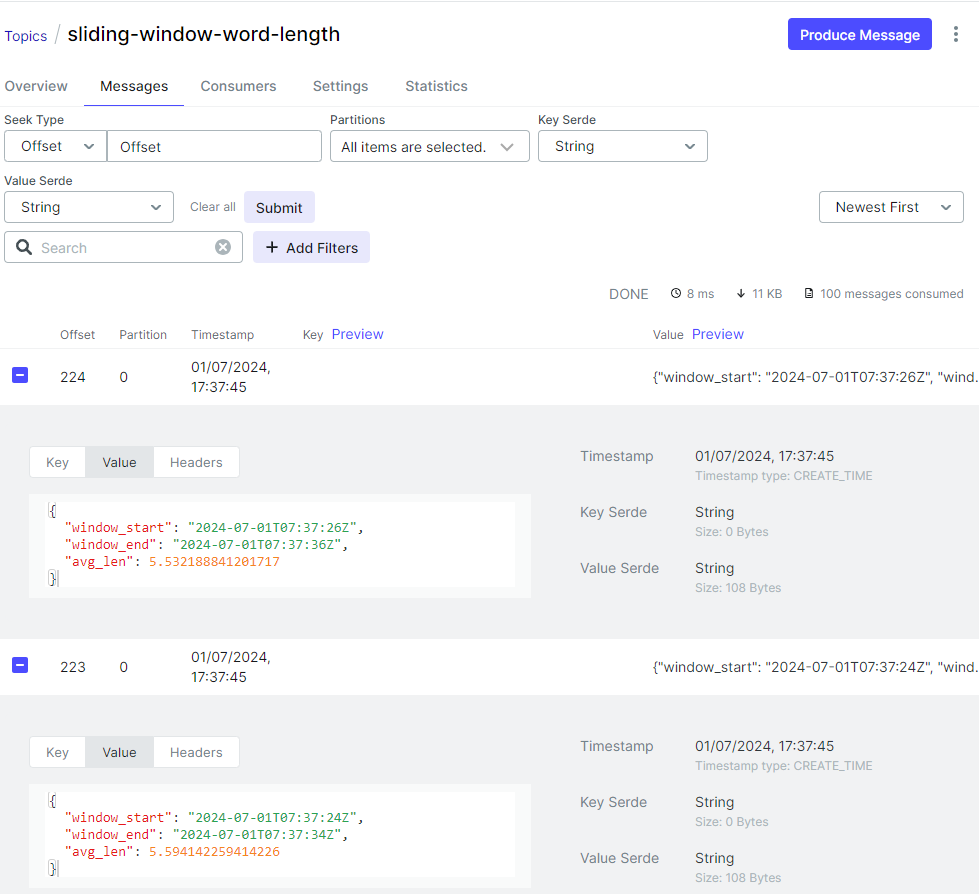 Topics / sliding-window-word-length
Produce Message
Overview Messages Consumers Settings Statistics
Seek Type Partitions Key Serde
Offset Offset All items are selected. String
Value Serde
String Clear all Submit Newest First
Search + Add Filters
DONE 8 ms 11 KB 100 messages consumed
Offset Partition Timestamp Key Preview Value Preview
224 0 01/07/2024, 17:37:45 {"window_start": "2024-07-01T07:37:26Z", "wind.
Key Value Headers
{
"window_start": "2024-07-01T07:37:26Z",
"window_end": "2024-07-01T07:37:36Z",
"avg_len": 5.532188841201717
}
Timestamp 01/07/2024, 17:37:45
Timestamp type: CREATE_TIME
Key Serde String
Size: 0 Bytes
Value Serde String
Size: 108 Bytes
223 0 01/07/2024, 17:37:45 {"window_start": "2024-07-01T07:37:24Z", "wind.
Key Value Headers
{
"window_start": "2024-07-01T07:37:24Z",
"window_end": "2024-07-01T07:37:34Z",
"avg_len": 5.594142259414226
}
Timestamp 01/07/2024, 17:37:45
Timestamp type: CREATE_TIME
Key Serde String
Size: 0 Bytes
Value Serde String
Size: 108 Bytes